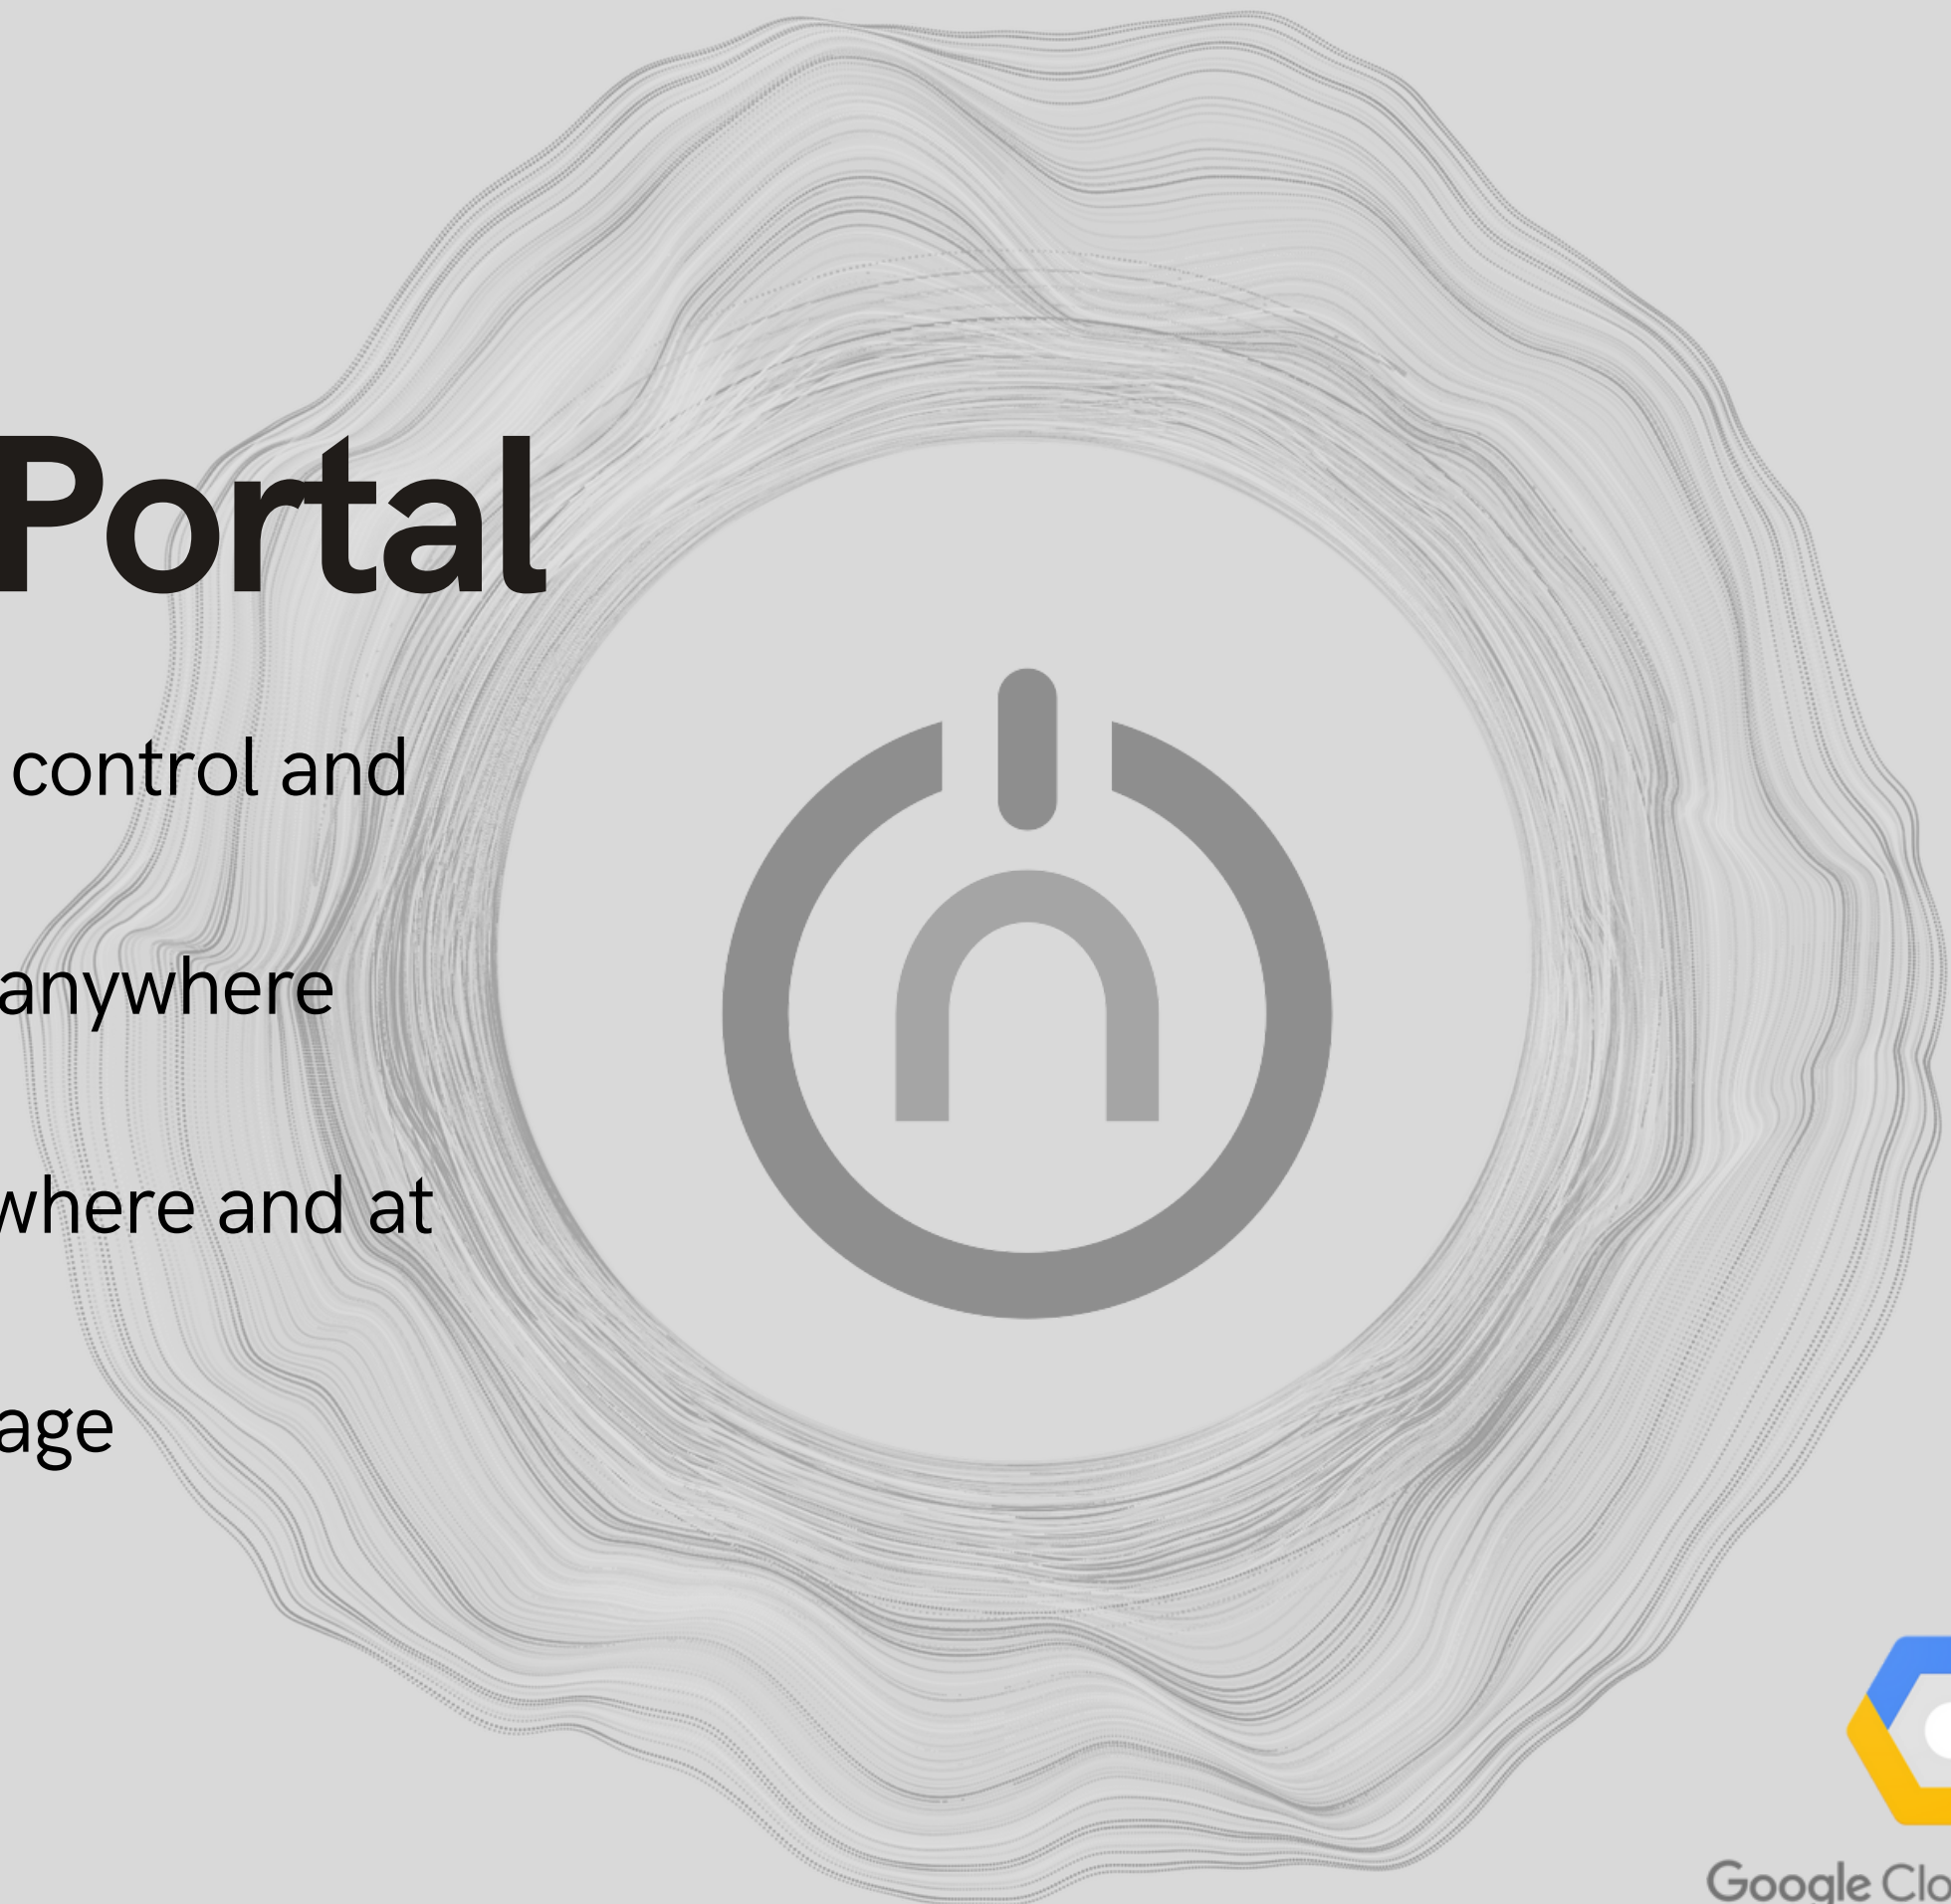 Portal
control and
anywhere
where and at
age
Google Clo